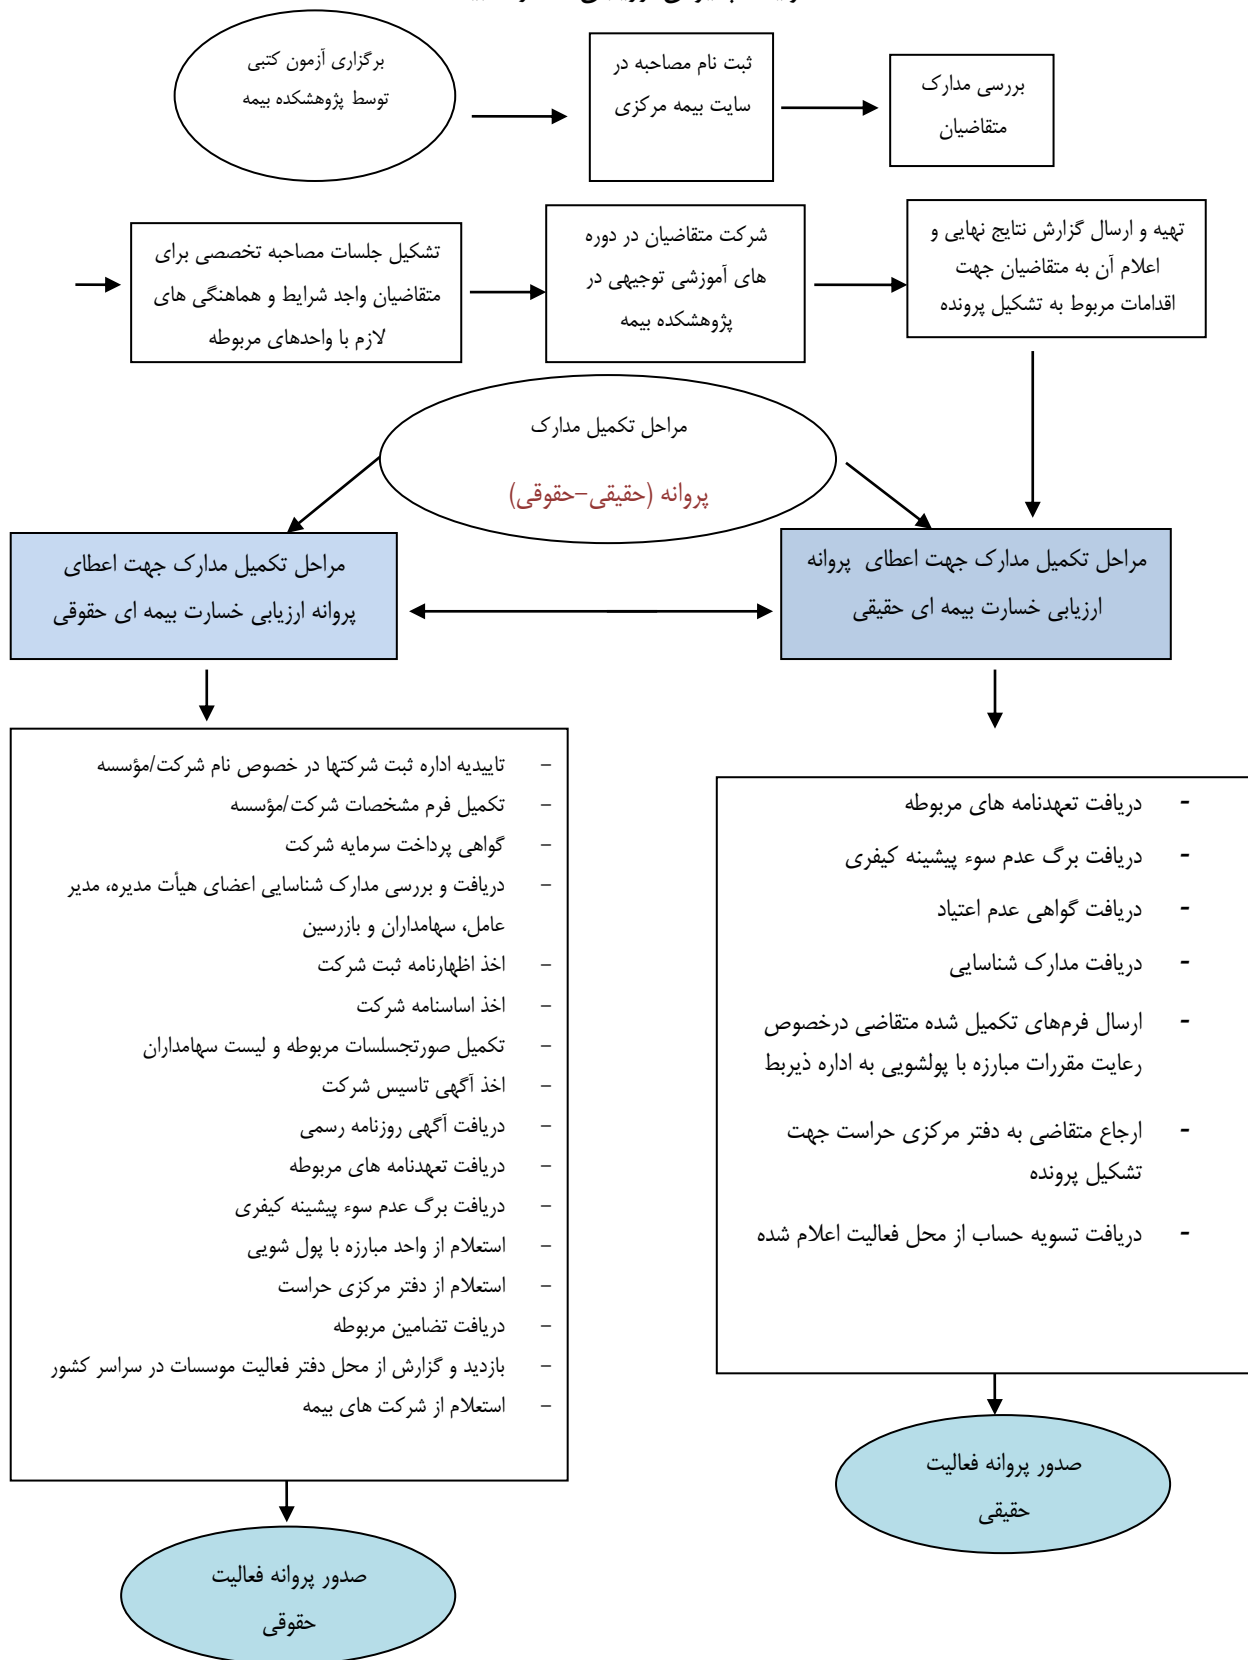 برگزاری آزمون کتبی
توسط پژوهشکده بیمه
ثبت نام مصاحبه در
سایت بیمه مرکزی
بررسی مدارک
متقاضیان
تشکیل جلسات مصاحبه تخصصی برای
متقاضیان واجد شرایط و هماهنگی های
لازم با واحدهای مربوطه
شرکت متقاضیان در دوره
های آموزشی توجیهی در
پژوهشکده بیمه
تهیه و ارسال گزارش نتایج نهایی و
اعلام آن به متقاضیان جهت
اقدامات مربوط به تشکیل پرونده
مراحل تکمیل مدارک
پروانه (حقیقی-حقوقی)
مراحل تکمیل مدارک جهت اعطای پروانه
ارزیابی خسارت بیمه ای حقیقی
مراحل تکمیل مدارک جهت اعطای
پروانه ارزیابی خسارت بیمه ای حقوقی
- دریافت تعهدنامه های مربوطه
- دریافت برگ عدم سوء پیشینه کیفری
- دریافت گواهی عدم اعتیاد
- دریافت مدارک شناسایی
- ارسال فرم‌های تکمیل شده متقاضی درخصوص
رعایت مقررات مبارزه با پولشویی به اداره ذیربط
- ارجاع متقاضی به دفتر مرکزی حراست جهت
تشکیل پرونده
- دریافت تسویه حساب از محل فعالیت اعلام شده
صدور پروانه فعالیت
حقیقی
- تاییدیه اداره ثبت شرکتها در خصوص نام شرکت/مؤسسه
- تکمیل فرم مشخصات شرکت/مؤسسه
- گواهی پرداخت سرمایه شرکت
- دریافت و بررسی مدارک شناسایی اعضای هیأت مدیره، مدیر
عامل، سهامداران و بازرسین
- اخذ اظهارنامه ثبت شرکت
- اخذ اساسنامه شرکت
- تکمیل صورتجسلسات مربوطه و لیست سهامداران
- اخذ آگهی تاسیس شرکت
- دریافت آگهی روزنامه رسمی
- دریافت تعهدنامه های مربوطه
- دریافت برگ عدم سوء پیشینه کیفری
- استعلام از واحد مبارزه با پول شویی
- استعلام از دفتر مرکزی حراست
- دریافت تضامین مربوطه
- بازدید و گزارش از محل دفتر فعالیت موسسات در سراسر کشور
- استعلام از شرکت های بیمه
صدور پروانه فعالیت
حقوقی